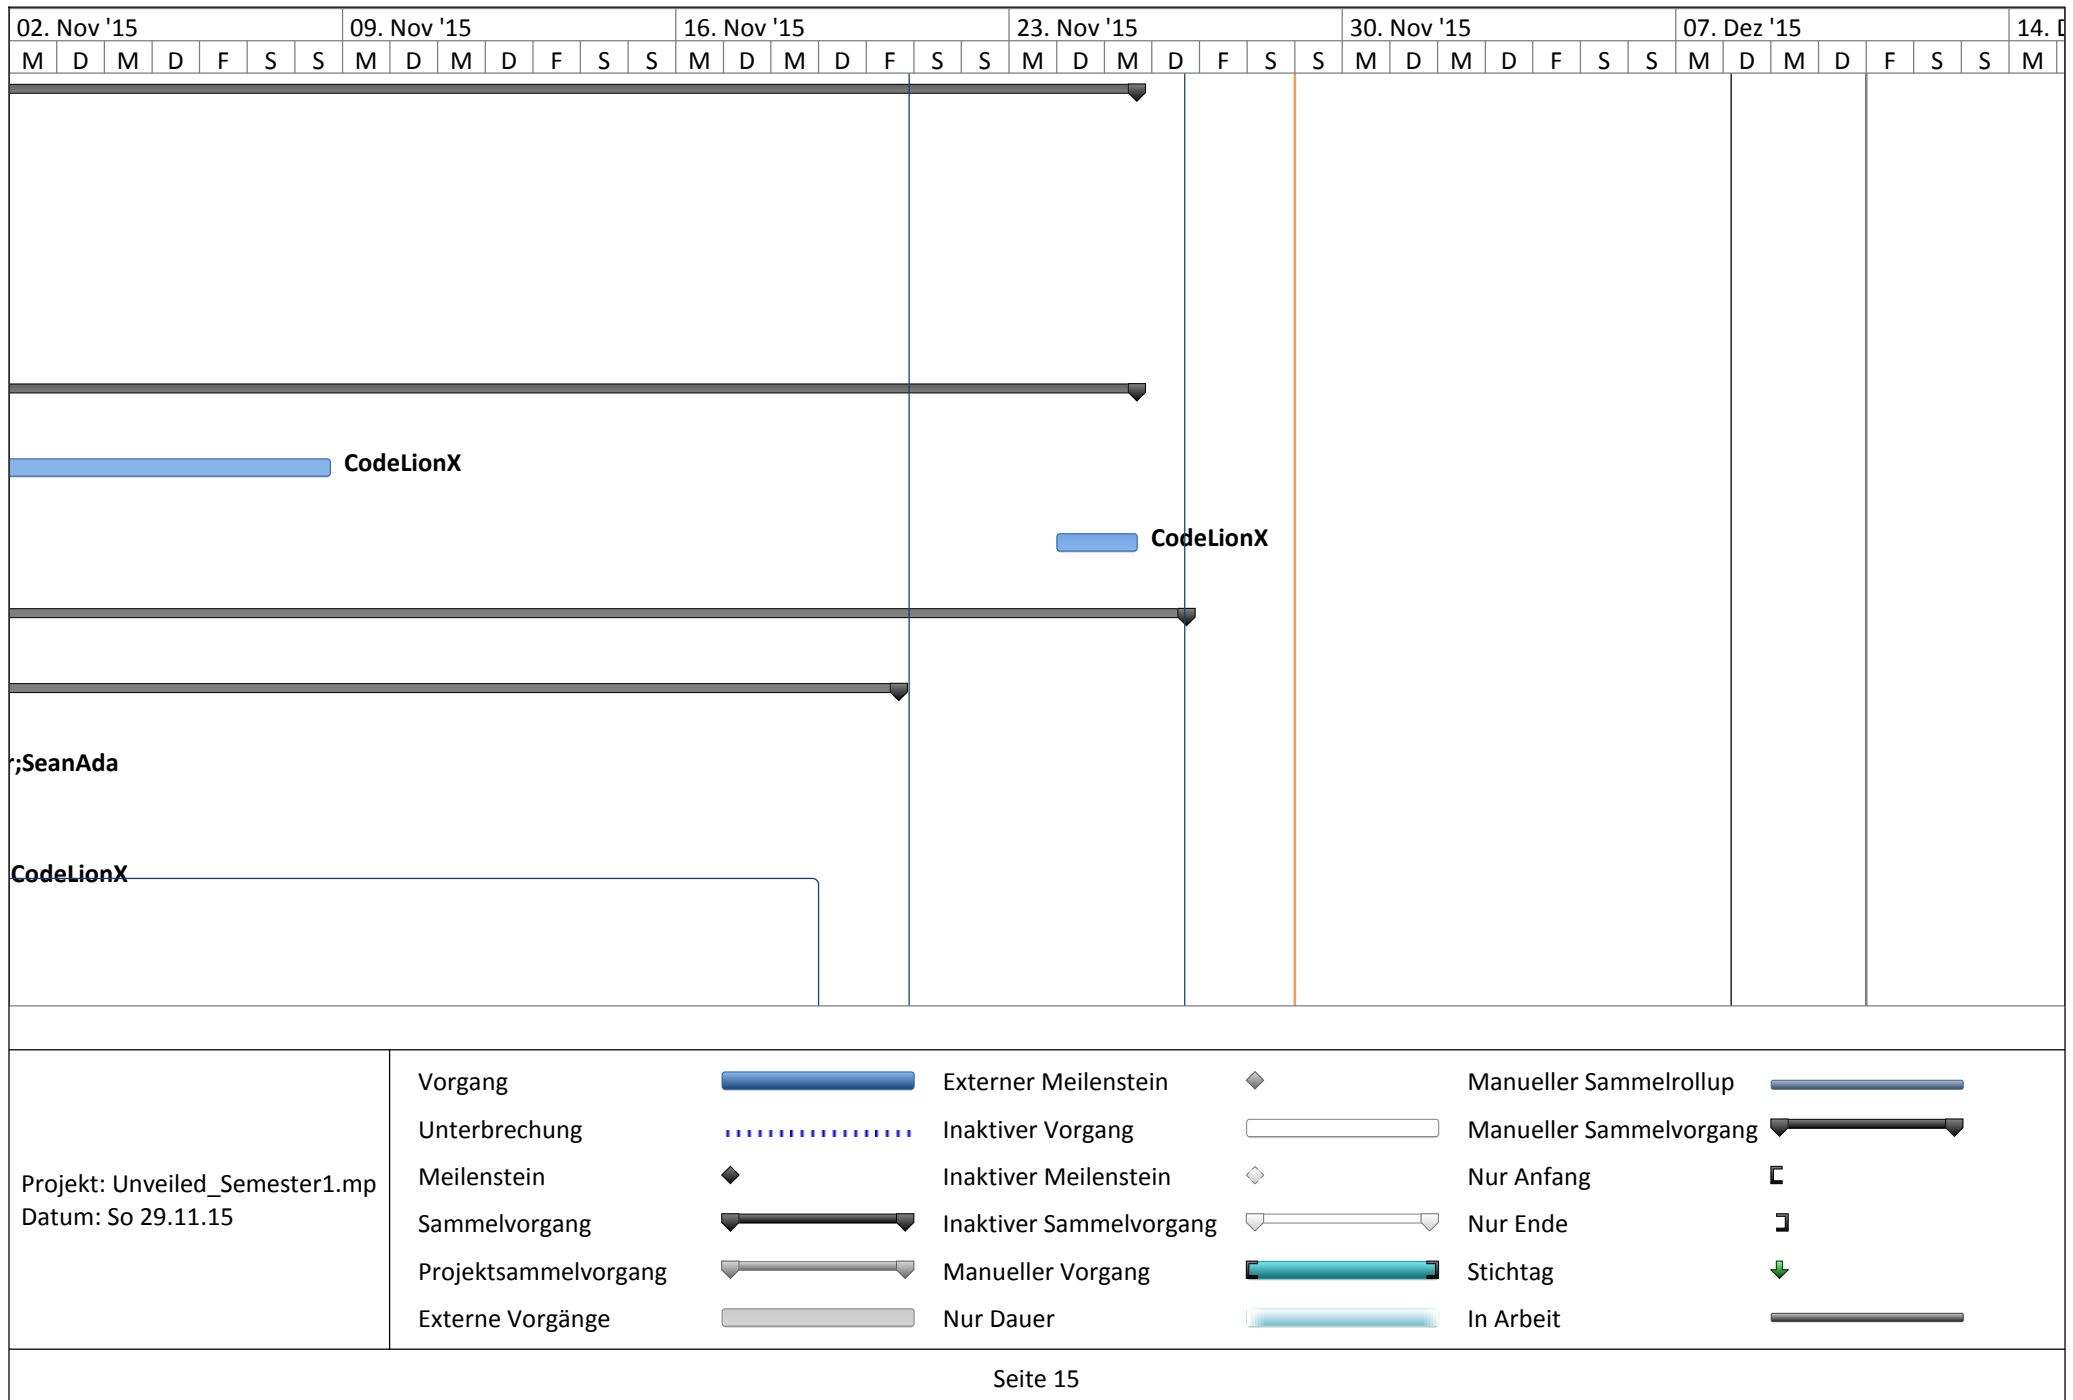 02. Nov '15 09. Nov '15 16. Nov '15 23. Nov '15 30. Nov '15 07. Dez '15 14.
M D M D F S S M D M D F S S M D M D F S S M D M D F S S M D M D F S S M D M D F S S M
CodeLionX
CodeLionX
;SeanAda
CodeLionX
Vorgang Externer Meilenstein Manueller Sammelrollup
Unterbrechung Inaktiver Vorgang Manueller Sammelvorgang
Projekt: Unveiled_Semester1.mp Meilenstein Inaktiver Meilenstein Nur Anfang
Datum: So 29.11.15 Sammelvorgang Inaktiver Sammelvorgang Nur Ende
Projektsammelvorgang Manueller Vorgang Stichtag
Externe Vorgänge Nur Dauer In Arbeit
Seite 15